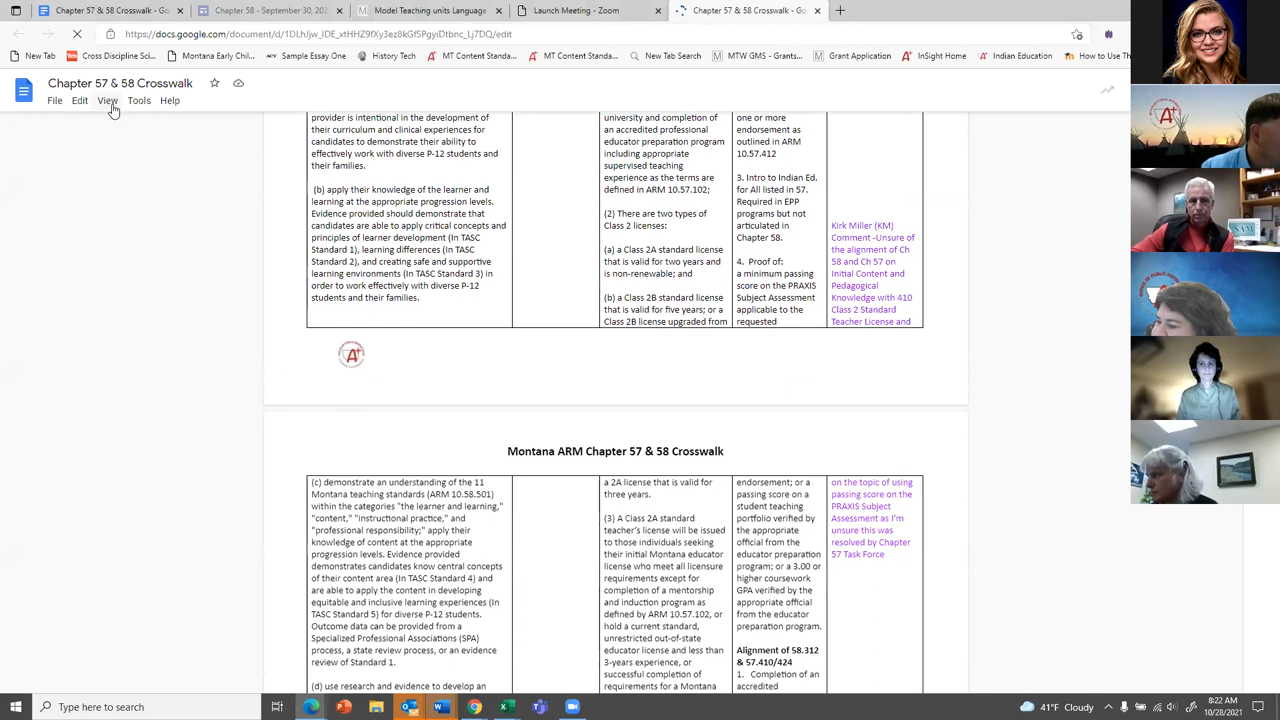 Chapter 57 & 58 Crosswalk - Go
Chapter 58 - September 30, 202
Model Teaching units Language
Launch Meeting - Zoom
Chapter 57 & 58 Crosswalk - Go
https://docs.google.com/document/d/1DLhJjw_IDE_xtHHZ9fXy3ez8kGfSPgyiDtbnc_Lj7DQ/edit
New Tab
Cross Discipline Sci...
Montana Early Chil...
Sample Essay One
History Tech
MT Content Standa...
MT Content Standa...
New Tab Search
MTW GMS - Grants...
Grant Application
InSight Home
Indian Education
How to Use the
Chapter 57 & 58 Crosswalk
File Edit View Tools Help
provider is intentional in the development of
their curriculum and clinical experiences for
candidates to demonstrate their ability to
effectively work with diverse P-12 students and
their families.
(b) apply their knowledge of the learner and
learning at the appropriate progression levels.
Evidence provided should demonstrate that
candidates are able to apply critical concepts and
principles of learner development (In TASC
Standard 1), learning differences (In TASC
Standard 2), and creating safe and supportive
learning environments (In TASC Standard 3) in
order to work effectively with diverse P-12
students and their families.
university and completion of
an accredited professional
educator preparation program
including appropriate
supervised teaching
experience as the terms are
defined in ARM 10.57.102;
(2) There are two types of
Class 2 licenses:
(a) a Class 2A standard license
that is valid for two years and
is non-renewable; and
(b) a Class 2B standard license
that is valid for five years; or a
Class 2B license upgraded from
one or more
endorsement as
outlined in ARM
10.57.412
3. Intro to Indian Ed.
for All listed in 57.
Required in EPP
programs but not
articulated in
Chapter 58.
4. Proof of:
a minimum passing
score on the PRAXIS
Subject Assessment
applicable to the
requested
Kirk Miller (KM)
Comment -Unsure of
the alignment of Ch
58 and Ch 57 on
Initial Content and
Pedagogical
Knowledge with 410
Class 2 Standard
Teacher License and
A+
Montana ARM Chapter 57 & 58 Crosswalk
(c) demonstrate an understanding of the 11
Montana teaching standards (ARM 10.58.501)
within the categories "the learner and learning,"
"content," "instructional practice," and
"professional responsibility;" apply their
knowledge of content at the appropriate
progression levels. Evidence provided
demonstrates candidates know central concepts
of their content area (In TASC Standard 4) and
are able to apply the content in developing
equitable and inclusive learning experiences (In
TASC Standard 5) for diverse P-12 students.
Outcome data can be provided from a
Specialized Professional Associations (SPA)
process, a state review process, or an evidence
review of Standard 1.
(d) use research and evidence to develop an
a 2A license that is valid for
three years.
(3) A Class 2A standard
teacher's license will be issued
to those individuals seeking
their initial Montana educator
license who meet all licensure
requirements except for
completion of a mentorship
and induction program as
defined by ARM 10.57.102, or
hold a current standard,
unrestricted out-of-state
educator license and less than
3-years experience, or
successful completion of
requirements for a Montana
endorsement; or a
passing score on a
student teaching
portfolio verified by
the appropriate
official from the
educator preparation
program; or a 3.00 or
higher coursework
GPA verified by the
appropriate official
from the educator
preparation program.
Alignment of 58.312
& 57.410/424
1. Completion of an
accredited
on the topic of using
passing score on the
PRAXIS Subject
Assessment as I'm
unsure this was
resolved by Chapter
57 Task Force
SAM
Type here to search
41°F Cloudy
8:22 AM
10/28/2021